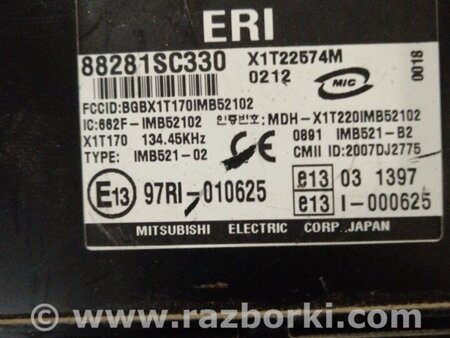 ERI
88281SC330 X1T22574M
0212 MIC 0018
FCCID:BGBX1T170IMB52102
IC:662F-IMB52102 인증번호:MDH-X1T220IMB52102
X1T170 134.45KHz CE 0891 IMB521-B2
TYPE: IMB521-02 CMII ID:2007DJ2775
E13 97RI-010625 e13 03 1397
e13 I-000625
MITSUBISHI ELECTRIC CORP. JAPAN
© www.razborki.com